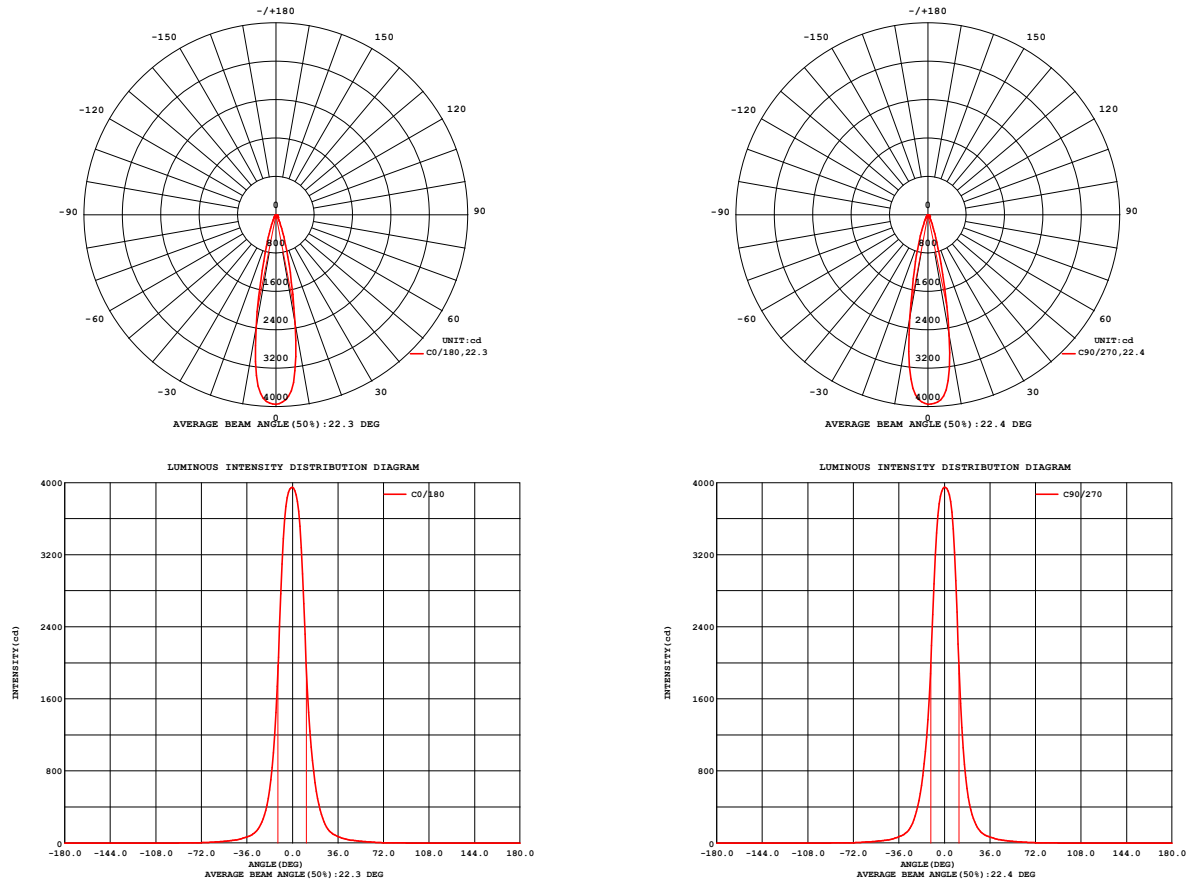 -/+180
-150 150
-120 120
-90 90
-60 60
-30 30
0
0
800
1600
2400
3200
4000
UNIT:cd
C0/180,22.3
AVERAGE BEAM ANGLE(50%):22.3 DEG
-/+180
-150 150
-120 120
-90 90
-60 60
-30 30
0
0
800
1600
2400
3200
4000
UNIT:cd
C90/270,22.4
AVERAGE BEAM ANGLE(50%):22.4 DEG
LUMINOUS INTENSITY DISTRIBUTION DIAGRAM
C0/180
INTENSITY(cd)
4000
3200
2400
1600
800
0
-180.0 -144.0 -108.0 -72.0 -36.0 0.0 36.0 72.0 108.0 144.0 180.0
ANGLE(DEG)
AVERAGE BEAM ANGLE(50%):22.3 DEG
LUMINOUS INTENSITY DISTRIBUTION DIAGRAM
C90/270
INTENSITY(cd)
4000
3200
2400
1600
800
0
-180.0 -144.0 -108.0 -72.0 -36.0 0.0 36.0 72.0 108.0 144.0 180.0
ANGLE(DEG)
AVERAGE BEAM ANGLE(50%):22.4 DEG